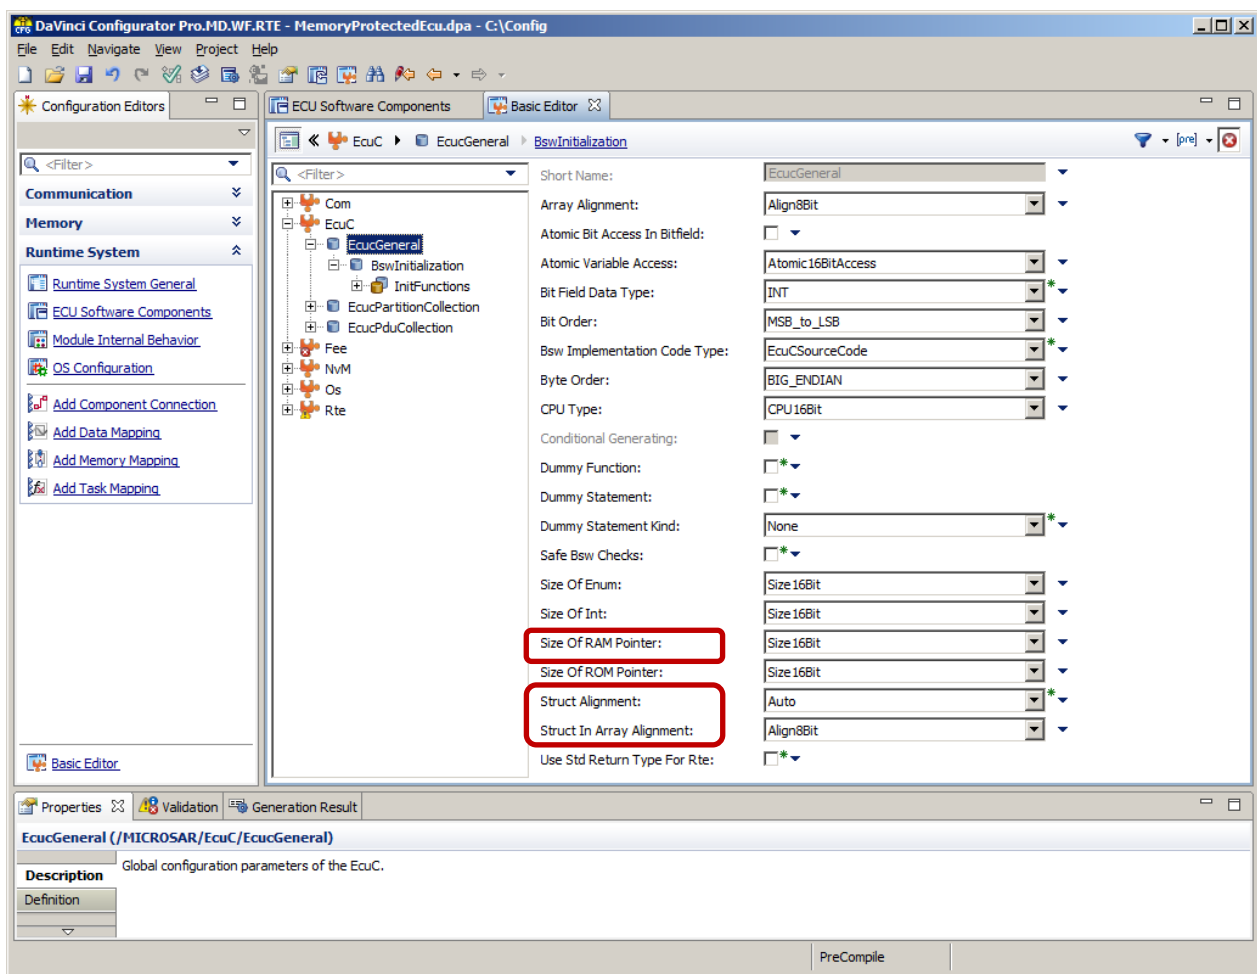 DaVinci Configurator Pro.MD.WF.RTE - MemoryProtectedEcu.dpa - C:\Config
File Edit Navigate View Project Help
Configuration Editors
<Filter>
Communication
Memory
Runtime System
Runtime System General
ECU Software Components
Module Internal Behavior
OS Configuration
Add Component Connection
Add Data Mapping
Add Memory Mapping
Add Task Mapping
Basic Editor
ECU Software Components
Basic Editor
EcuC EcucGeneral BswInitialization
[pre]
<Filter>
Com
EcuC
EcucGeneral
BswInitialization
InitFunctions
EcucPartitionCollection
EcucPduCollection
Fee
NvM
Os
Rte
Short Name: EcucGeneral
Array Alignment: Align8Bit
Atomic Bit Access In Bitfield:
Atomic Variable Access: Atomic16BitAccess
Bit Field Data Type: INT
Bit Order: MSB_to_LSB
Bsw Implementation Code Type: EcuCSourceCode
Byte Order: BIG_ENDIAN
CPU Type: CPU16Bit
Conditional Generating:
Dummy Function:
Dummy Statement:
Dummy Statement Kind: None
Safe Bsw Checks:
Size Of Enum: Size16Bit
Size Of Int: Size16Bit
Size Of RAM Pointer: Size16Bit
Size Of ROM Pointer: Size16Bit
Struct Alignment: Auto
Struct In Array Alignment: Align8Bit
Use Std Return Type For Rte:
Properties Validation Generation Result
EcucGeneral (/MICROSAR/EcuC/EcucGeneral)
Description
Definition
Global configuration parameters of the EcuC.
PreCompile